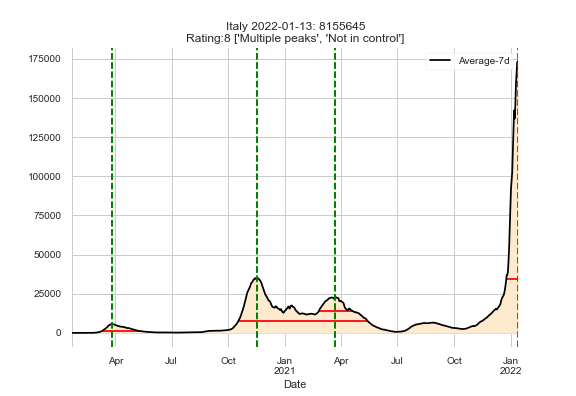 Italy 2022-01-13: 8155645
Rating:8 ['Multiple peaks', 'Not in control']
Average-7d
175000
150000
125000
100000
75000
50000
25000
0
Apr Jul Oct Jan Apr Jul Oct Jan
2021 2022
Date